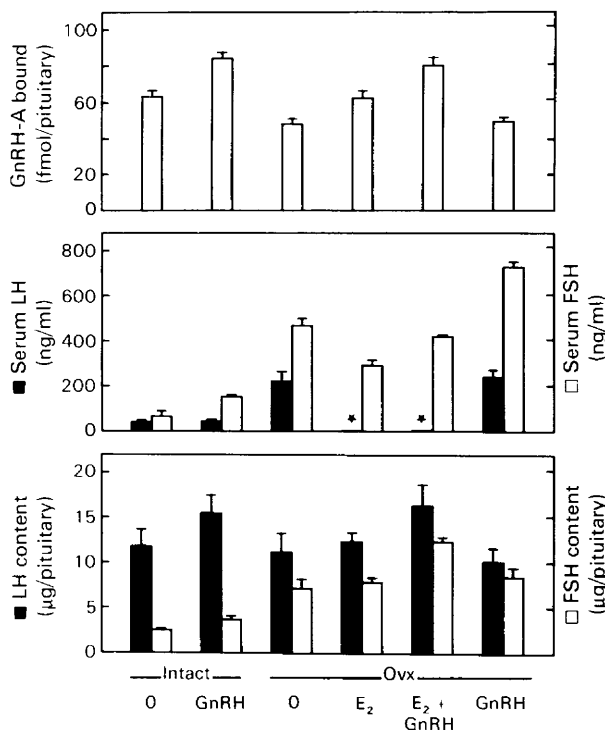 GnRH-A bound
(fmol/pituitary)
100
60
20
0
■ Serum LH
(ng/ml)
800
600
400
200
0
*
*
□ Serum FSH
(ng/ml)
■ LH content
(µg/pituitary)
20
15
10
5
0
□ FSH content
(µg/pituitary)
Intact
Ovx
O
GnRH
O
E₂
E₂ +
GnRH
GnRH